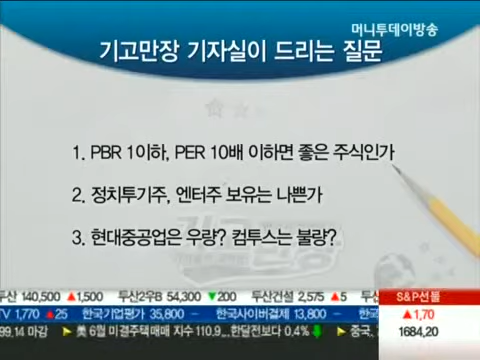 머니투데이방송
기고만장 기자실이 드리는 질문
1. PBR 1이하, PER 10배 이하면 좋은 주식인가
2. 정치투기주, 엔터주 보유는 나쁜가
3. 현대중공업은 우량? 컴투스는 불량?
두산 140,500 ▲1,500 두산2우B 54,300 ▼200 두산건설 2,575 ▲5 두
TV 1,770 ▲25 한국기업평가 35,800 − 한국사이버결제 13,800 − 한국
99.14 마감 ▶ 美 6월 미결주택매매 지수 110.9...한달전보다 0.4%↓ ▶ 중국,
S&P선물
▲1.70
1684.20